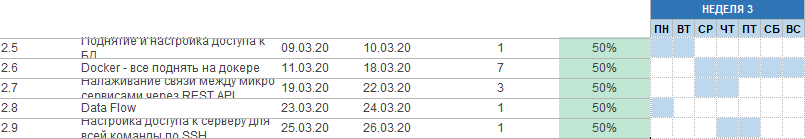 НЕДЕЛЯ 3
ПН ВТ СР ЧТ ПТ СБ ВС
2.5 Поднятие и настройка доступа к БД 09.03.20 10.03.20 1 50%
2.6 Docker - все поднять на докере 11.03.20 18.03.20 7 50%
2.7 Налаживание связи между микро сервисами через REST API 19.03.20 22.03.20 3 50%
2.8 Data Flow 23.03.20 24.03.20 1 50%
2.9 Настройка доступа к серверу для всей команды по SSH 25.03.20 26.03.20 1 50%